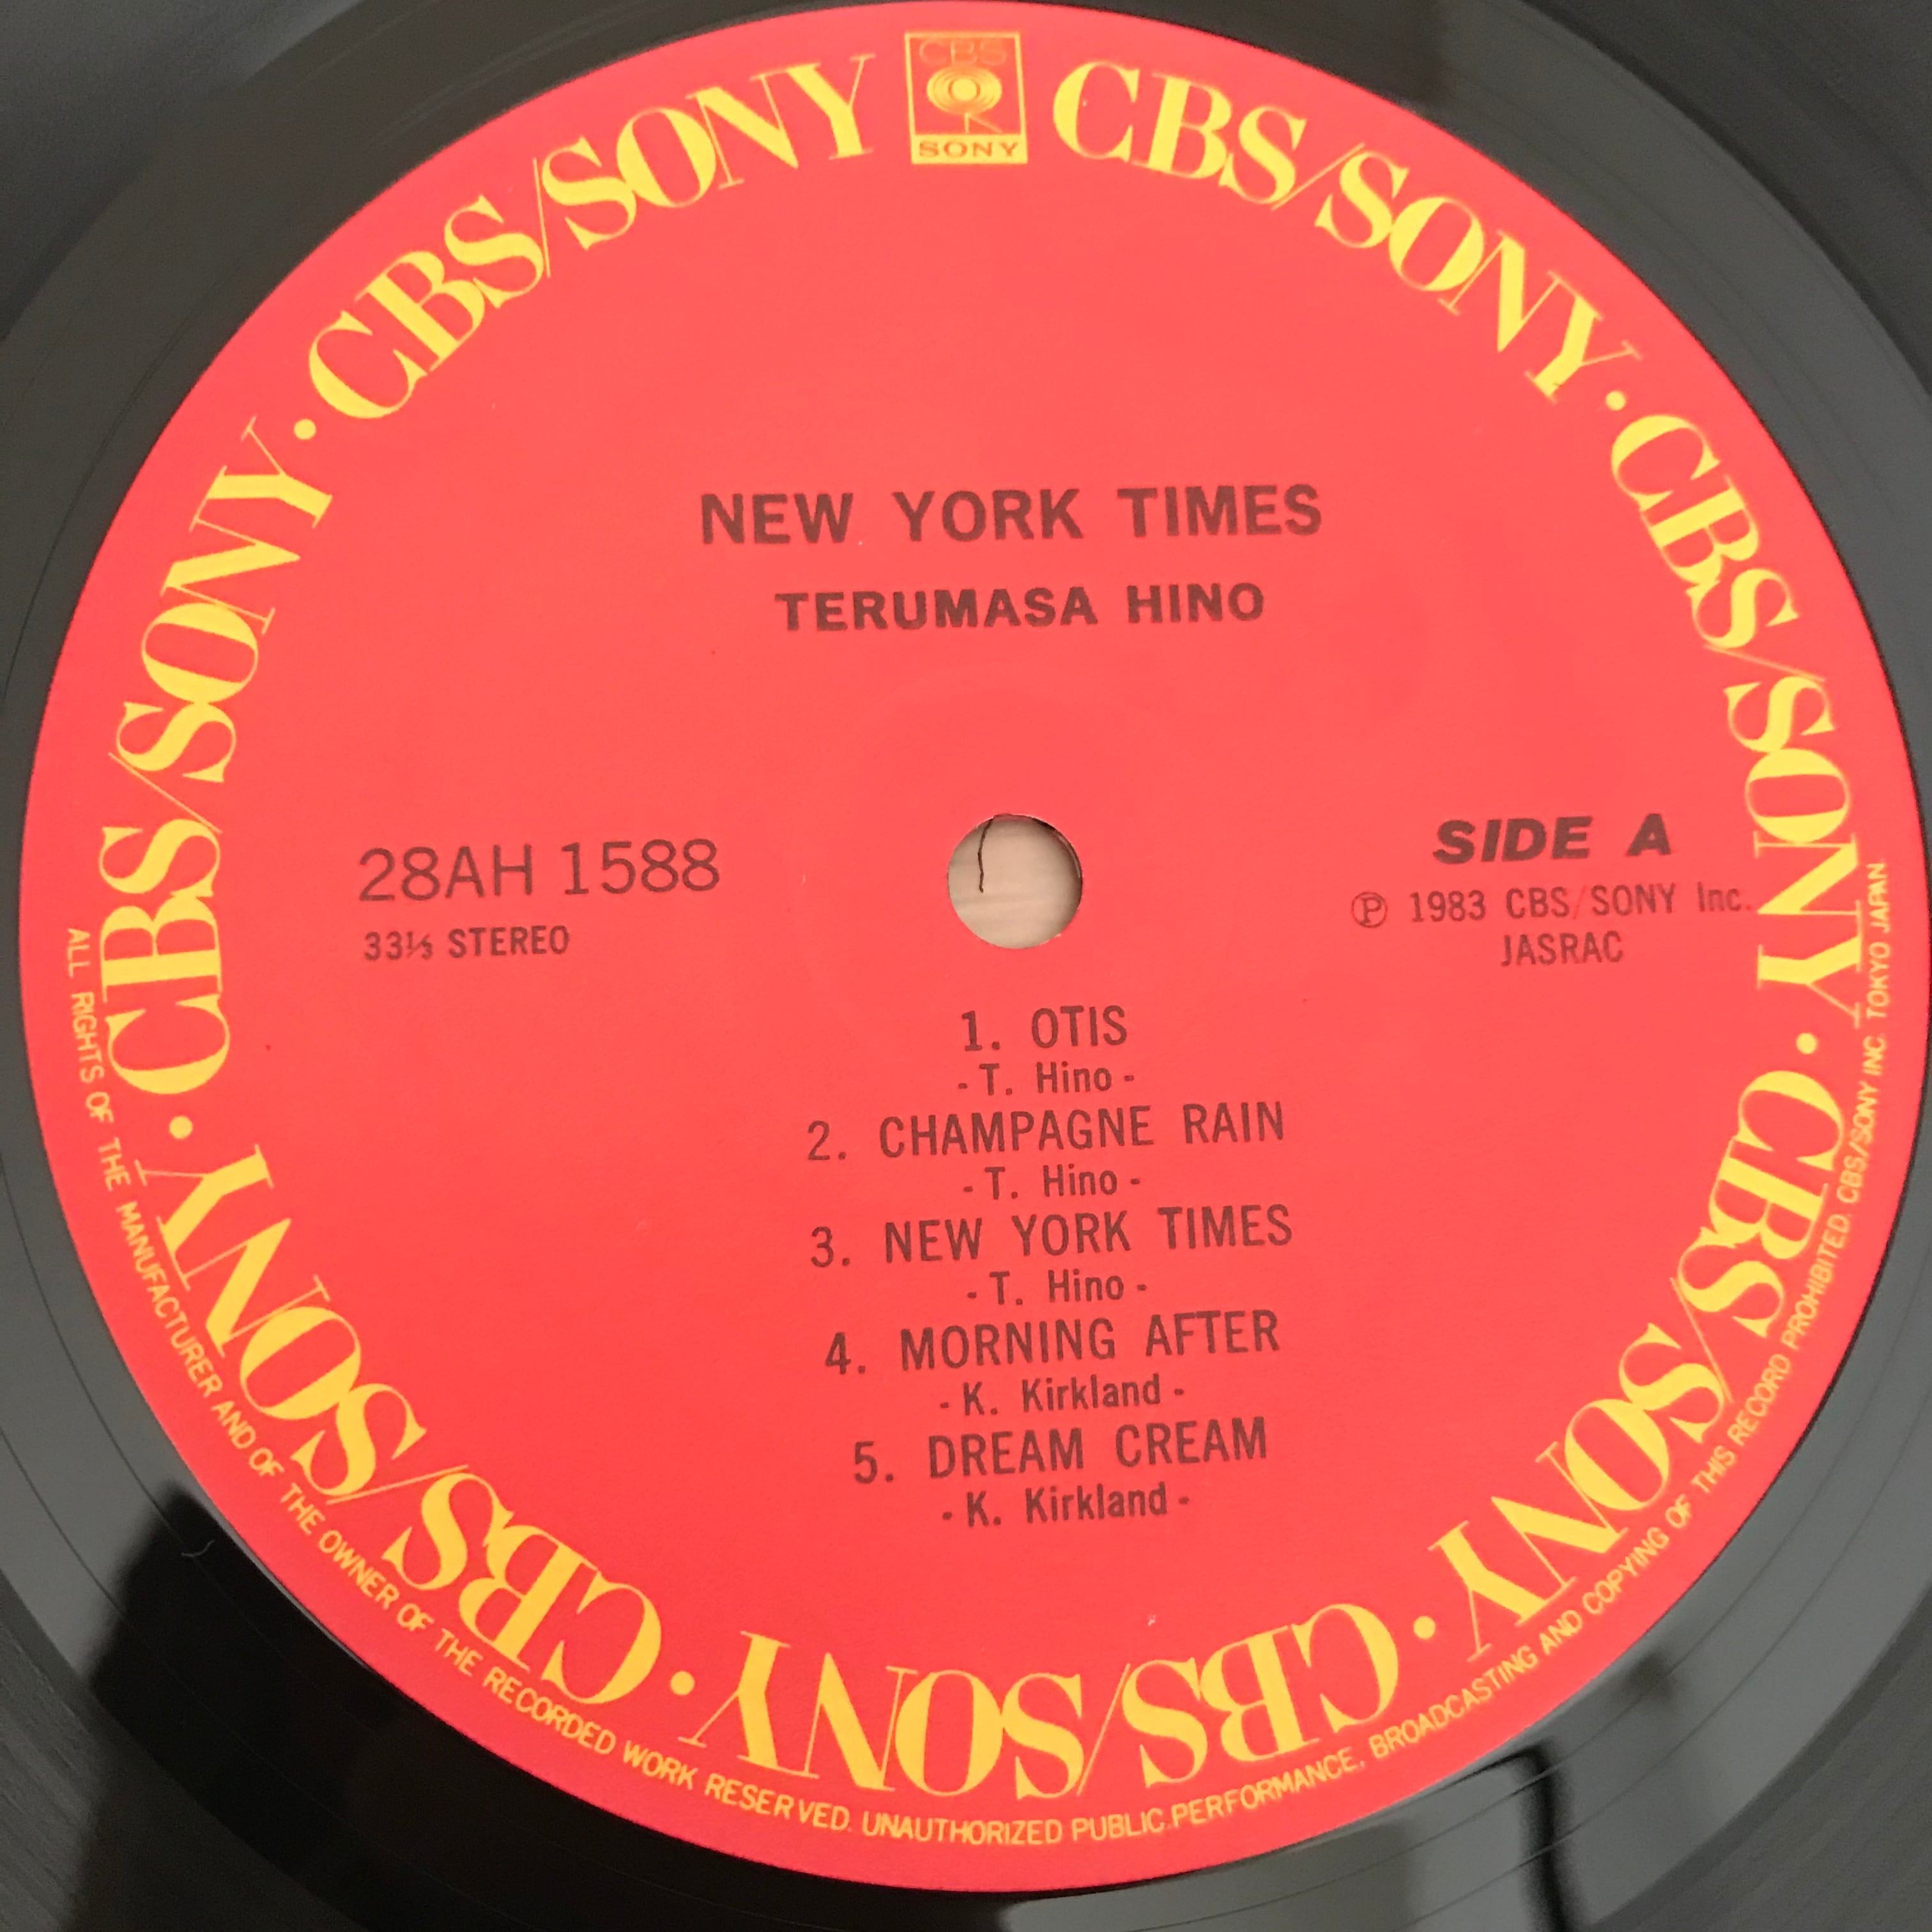 CBS
SONY
CBS/SONY · CBS/SONY · CBS/SONY · CBS/SONY · CBS/SONY · CBS/SONY · CBS/SONY
NEW YORK TIMES
TERUMASA HINO
28AH 1588
33⅓ STEREO
SIDE A
Ⓟ 1983 CBS/SONY Inc.
JASRAC
1. OTIS
- T. Hino -
2. CHAMPAGNE RAIN
- T. Hino -
3. NEW YORK TIMES
- T. Hino -
4. MORNING AFTER
- K. Kirkland -
5. DREAM CREAM
- K. Kirkland -
ALL RIGHTS OF THE MANUFACTURER AND OF THE OWNER OF THE RECORDED WORK RESERVED. UNAUTHORIZED PUBLIC PERFORMANCE, BROADCASTING AND COPYING OF THIS RECORD PROHIBITED. CBS/SONY INC. TOKYO JAPAN